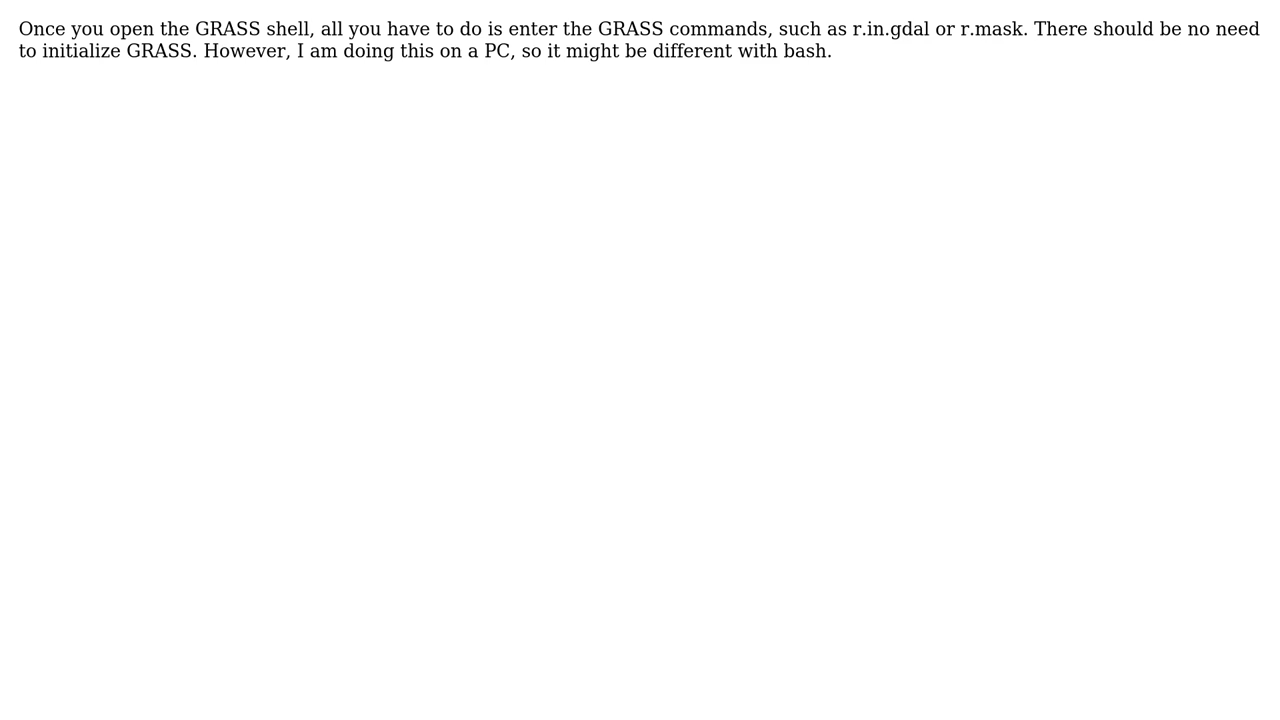 Once you open the GRASS shell, all you have to do is enter the GRASS commands, such as r.in.gdal or r.mask. There should be no need
to initialize GRASS. However, I am doing this on a PC, so it might be different with bash.